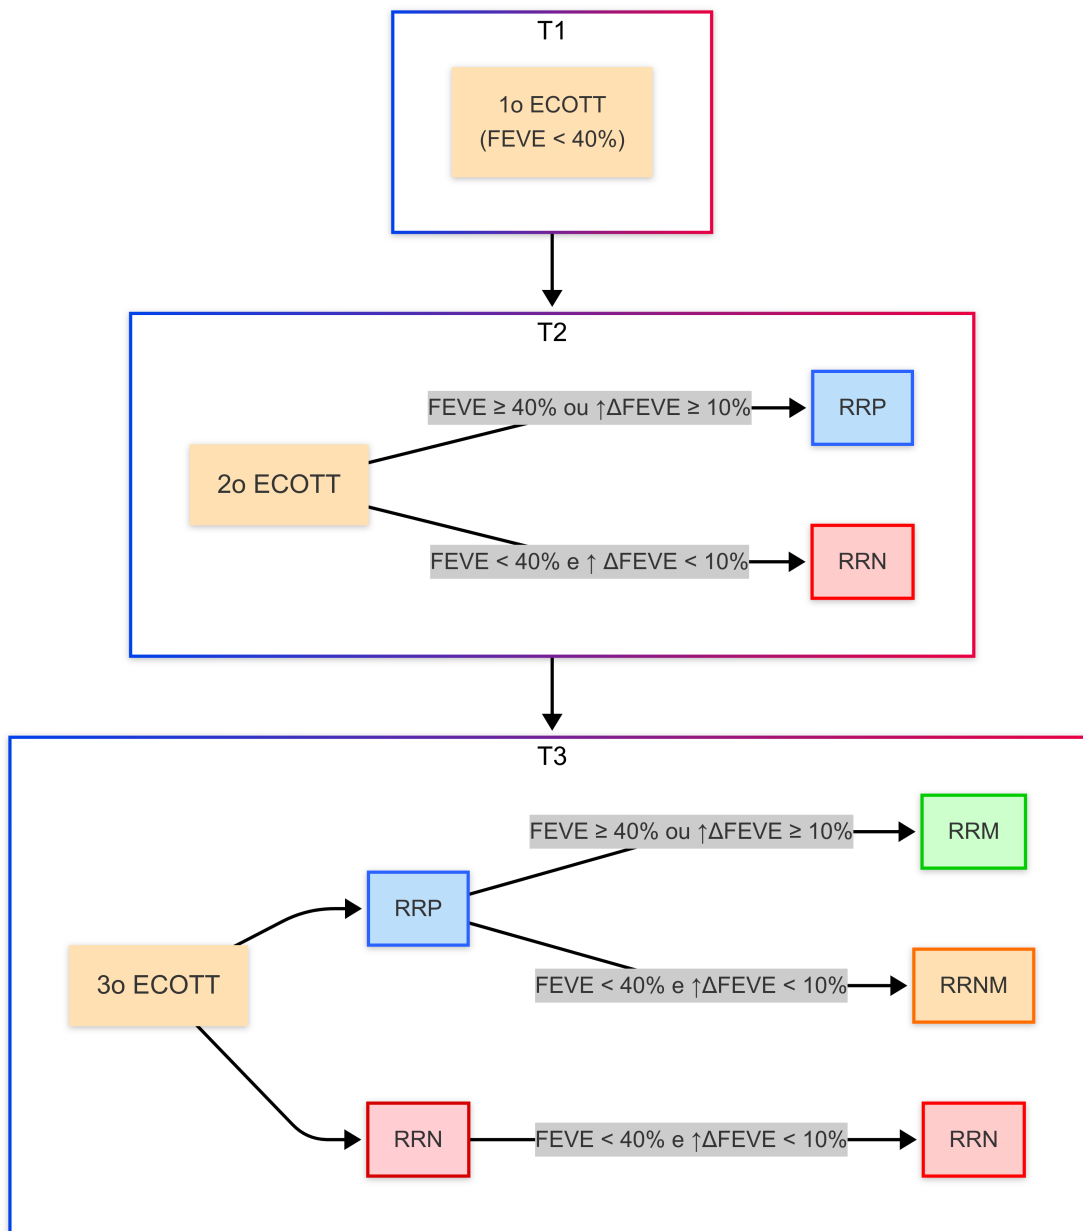 T1
1o ECOTT
(FEVE < 40%)
T2
FEVE ≥ 40% ou ↑ΔFEVE ≥ 10%
RRP
2o ECOTT
FEVE < 40% e ↑ ΔFEVE < 10%
RRN
T3
FEVE ≥ 40% ou ↑ΔFEVE ≥ 10%
RRM
RRP
3o ECOTT
FEVE < 40% e ↑ΔFEVE < 10%
RRNM
RRN
FEVE < 40% e ↑ΔFEVE < 10%
RRN